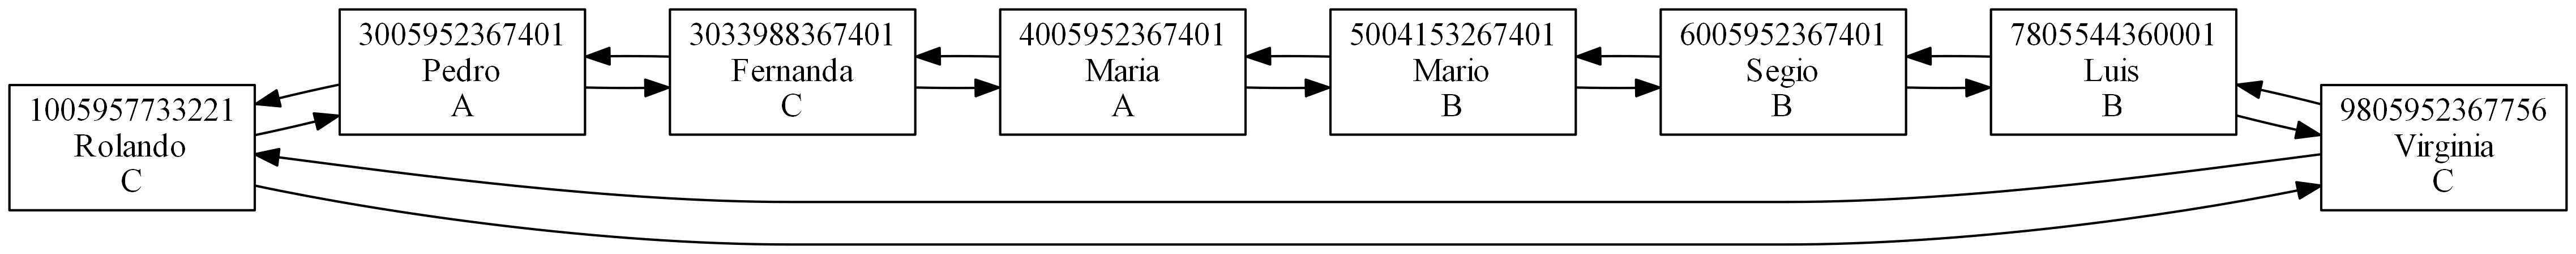 1005957733221
Rolando
C
3005952367401
Pedro
A
3033988367401
Fernanda
C
4005952367401
Maria
A
5004153267401
Mario
B
6005952367401
Segio
B
7805544360001
Luis
B
9805952367756
Virginia
C